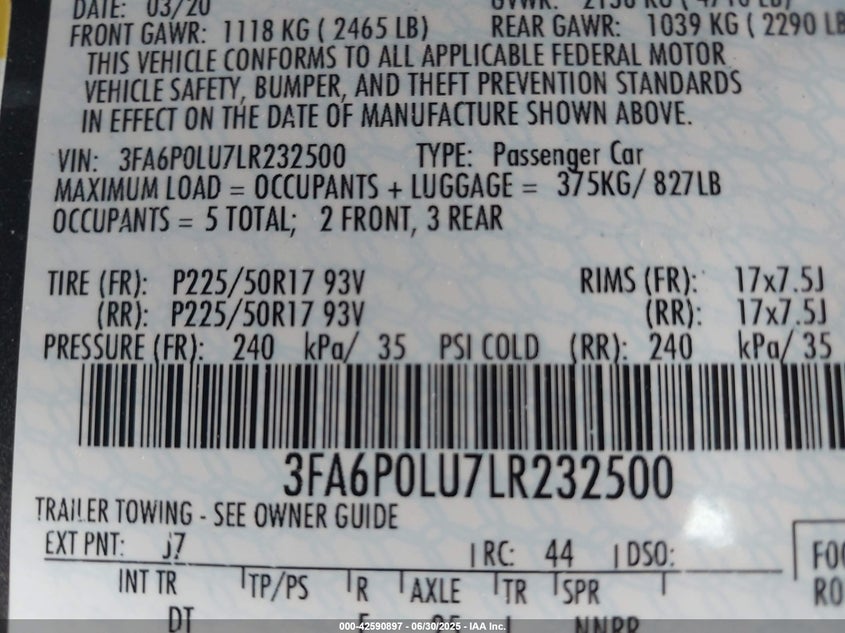 DATE: 03/20
FRONT GAWR: 1118 KG ( 2465 LB) REAR GAWR: 1039 KG ( 2290 LB
THIS VEHICLE CONFORMS TO ALL APPLICABLE FEDERAL MOTOR
VEHICLE SAFETY, BUMPER, AND THEFT PREVENTION STANDARDS
IN EFFECT ON THE DATE OF MANUFACTURE SHOWN ABOVE.
VIN: 3FA6P0LU7LR232500 TYPE: Passenger Car
MAXIMUM LOAD = OCCUPANTS + LUGGAGE = 375KG/ 827LB
OCCUPANTS = 5 TOTAL; 2 FRONT, 3 REAR
TIRE (FR): P225/50R17 93V RIMS (FR): 17x7.5J
(RR): P225/50R17 93V (RR): 17x7.5J
PRESSURE (FR): 240 kPa/ 35 PSI COLD (RR): 240 kPa/ 35
3FA6P0LU7LR232500
TRAILER TOWING - SEE OWNER GUIDE
EXT PNT: J7 RC: 44 DSO:
INT TR TP/PS R AXLE TR SPR
DT
000-42590897 - 06/30/2025 - IAA Inc.